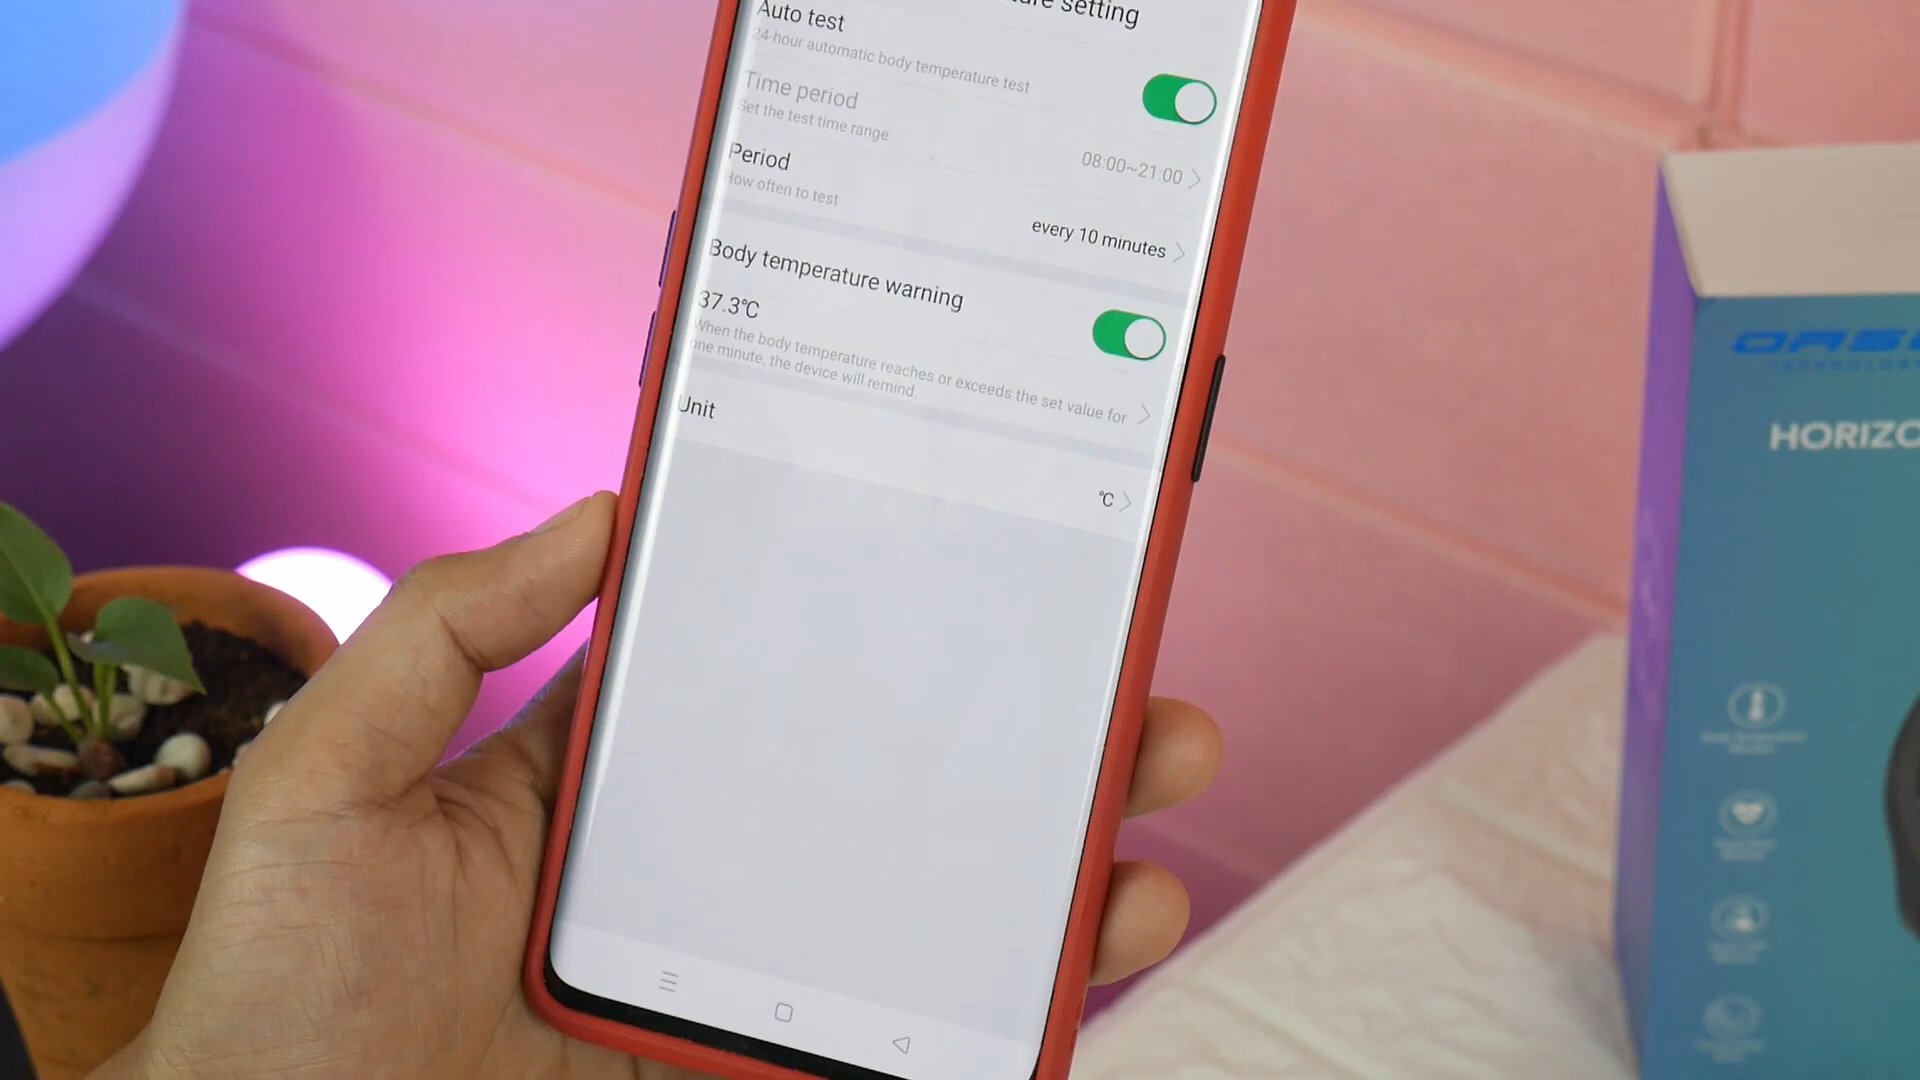 setting
Auto test
24-hour automatic body temperature test
Time period
Set the test time range
08:00~21:00
Period
How often to test
every 10 minutes
Body temperature warning
37.3℃
When the body temperature reaches or exceeds the set value for
one minute, the device will remind.
Unit
℃